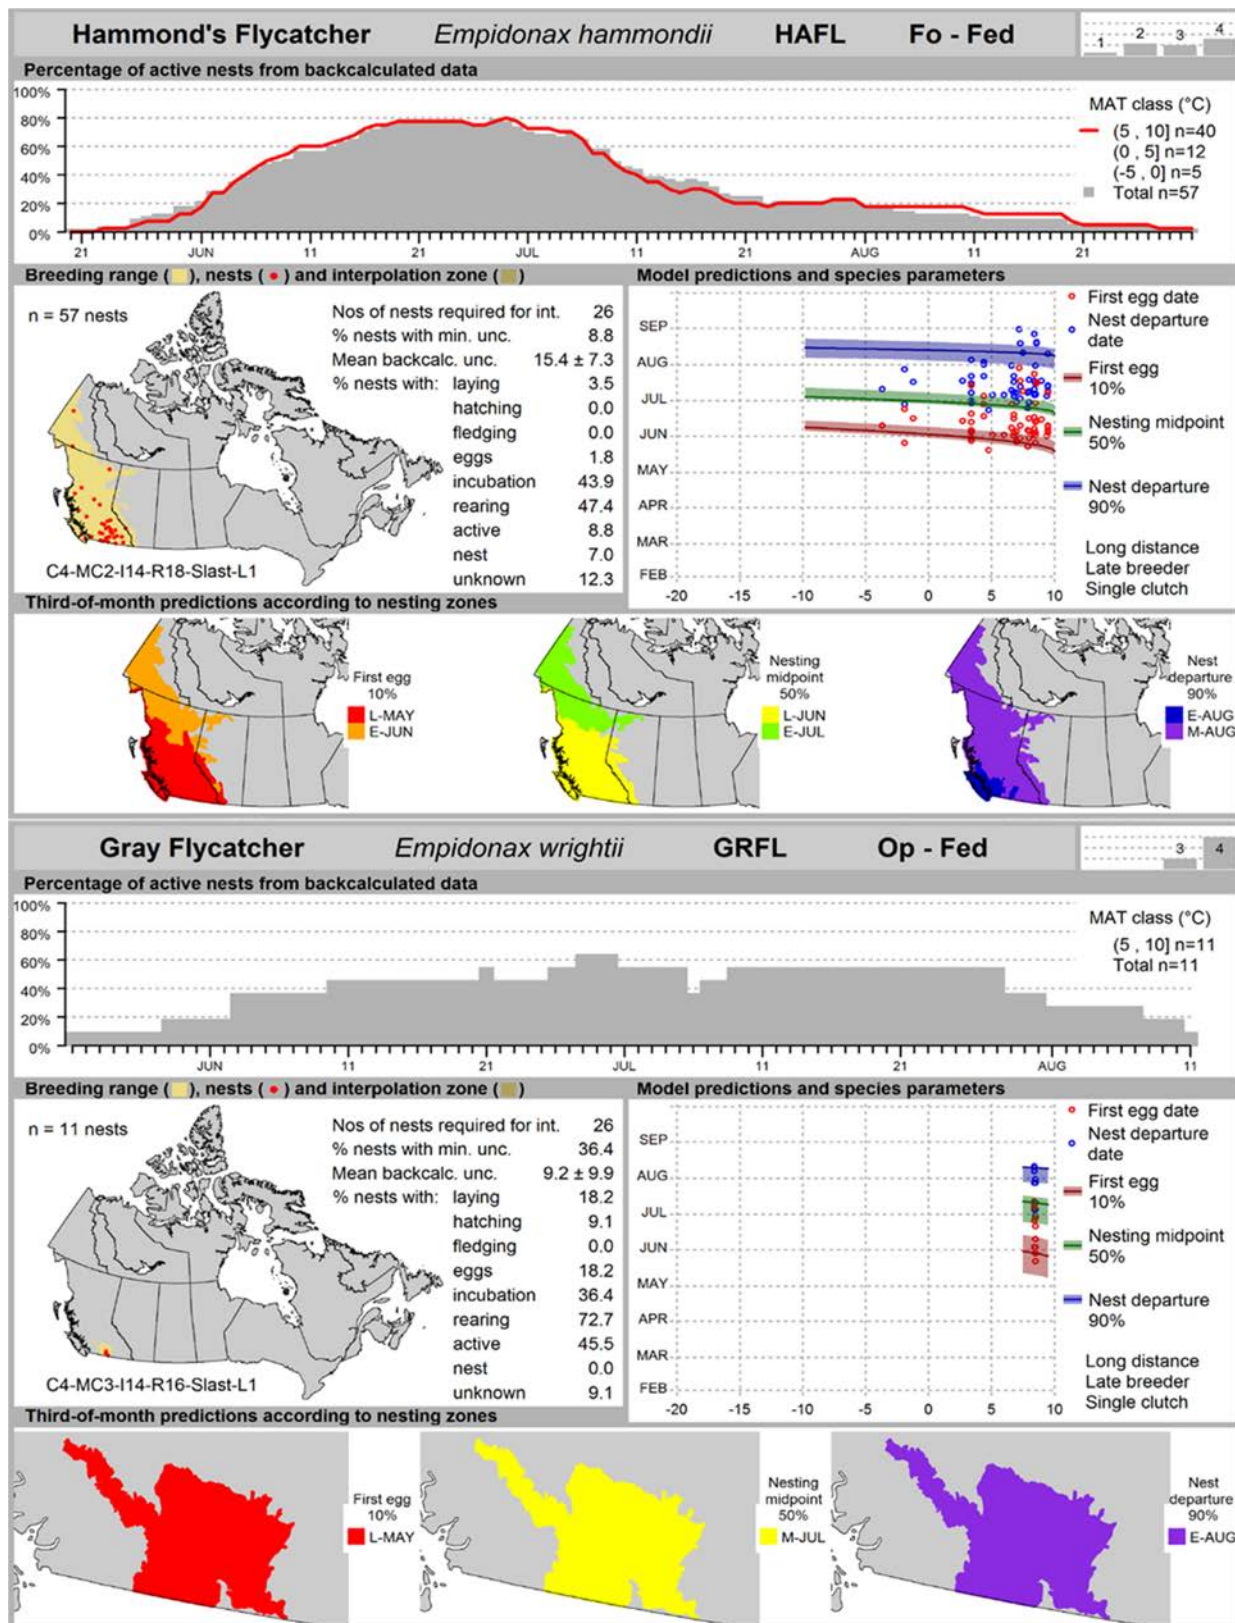 Hammond's Flycatcher Empidonax hammondii HAFL Fo - Fed 1 2 3 4
Percentage of active nests from backcalculated data
100%
80%
60%
40%
20%
0%
21 JUN 11 21 JUL 11 21 AUG 11 21
MAT class (°C)
(5 , 10] n=40
(0 , 5] n=12
(-5 , 0] n=5
Total n=57
Breeding range ( ), nests ( ) and interpolation zone ( )
n = 57 nests
Nos of nests required for int. 26
% nests with min. unc. 8.8
Mean backcalc. unc. 15.4 ± 7.3
% nests with: laying 3.5
hatching 0.0
fledging 0.0
eggs 1.8
incubation 43.9
rearing 47.4
active 8.8
nest 7.0
unknown 12.3
C4-MC2-I14-R18-Slast-L1
Model predictions and species parameters
SEP
AUG
JUL
JUN
MAY
APR
MAR
FEB
-20 -15 -10 -5 0 5 10
First egg date
Nest departure
date
First egg
10%
Nesting midpoint
50%
Nest departure
90%
Long distance
Late breeder
Single clutch
Third-of-month predictions according to nesting zones
First egg
10%
L-MAY
E-JUN
Nesting
midpoint
50%
L-JUN
E-JUL
Nest
departure
90%
E-AUG
M-AUG
Gray Flycatcher Empidonax wrightii GRFL Op - Fed 3 4
Percentage of active nests from backcalculated data
100%
80%
60%
40%
20%
0%
JUN 11 21 JUL 11 21 AUG 11
MAT class (°C)
(5 , 10] n=11
Total n=11
Breeding range ( ), nests ( ) and interpolation zone ( )
n = 11 nests
Nos of nests required for int. 26
% nests with min. unc. 36.4
Mean backcalc. unc. 9.2 ± 9.9
% nests with: laying 18.2
hatching 9.1
fledging 0.0
eggs 18.2
incubation 36.4
rearing 72.7
active 45.5
nest 0.0
unknown 9.1
C4-MC3-I14-R16-Slast-L1
Model predictions and species parameters
SEP
AUG
JUL
JUN
MAY
APR
MAR
FEB
-20 -15 -10 -5 0 5 10
First egg date
Nest departure
date
First egg
10%
Nesting midpoint
50%
Nest departure
90%
Long distance
Late breeder
Single clutch
Third-of-month predictions according to nesting zones
First egg
10%
L-MAY
Nesting
midpoint
50%
M-JUL
Nest
departure
90%
E-AUG